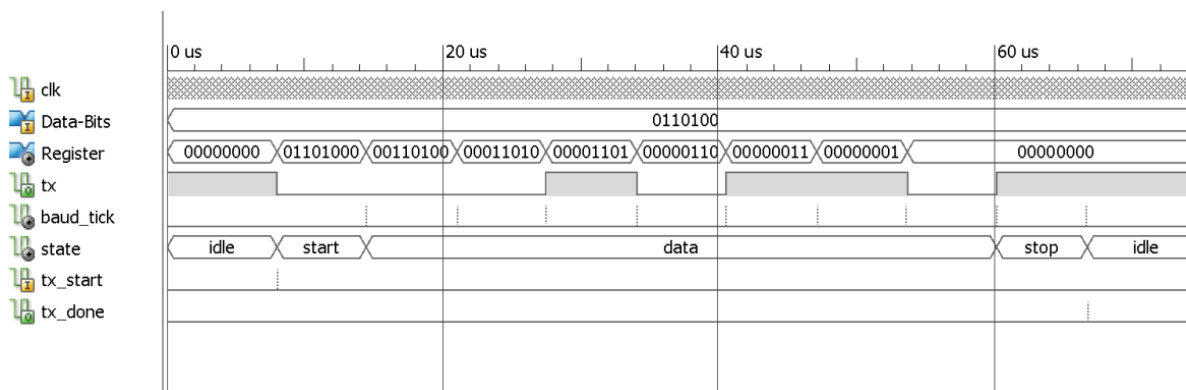 0 us 20 us 40 us 60 us
clk
Data-Bits 0110100
Register 00000000 01101000 00110100 00011010 00001101 00000110 00000011 00000001 00000000
tx
baud_tick
state idle start data stop idle
tx_start
tx_done